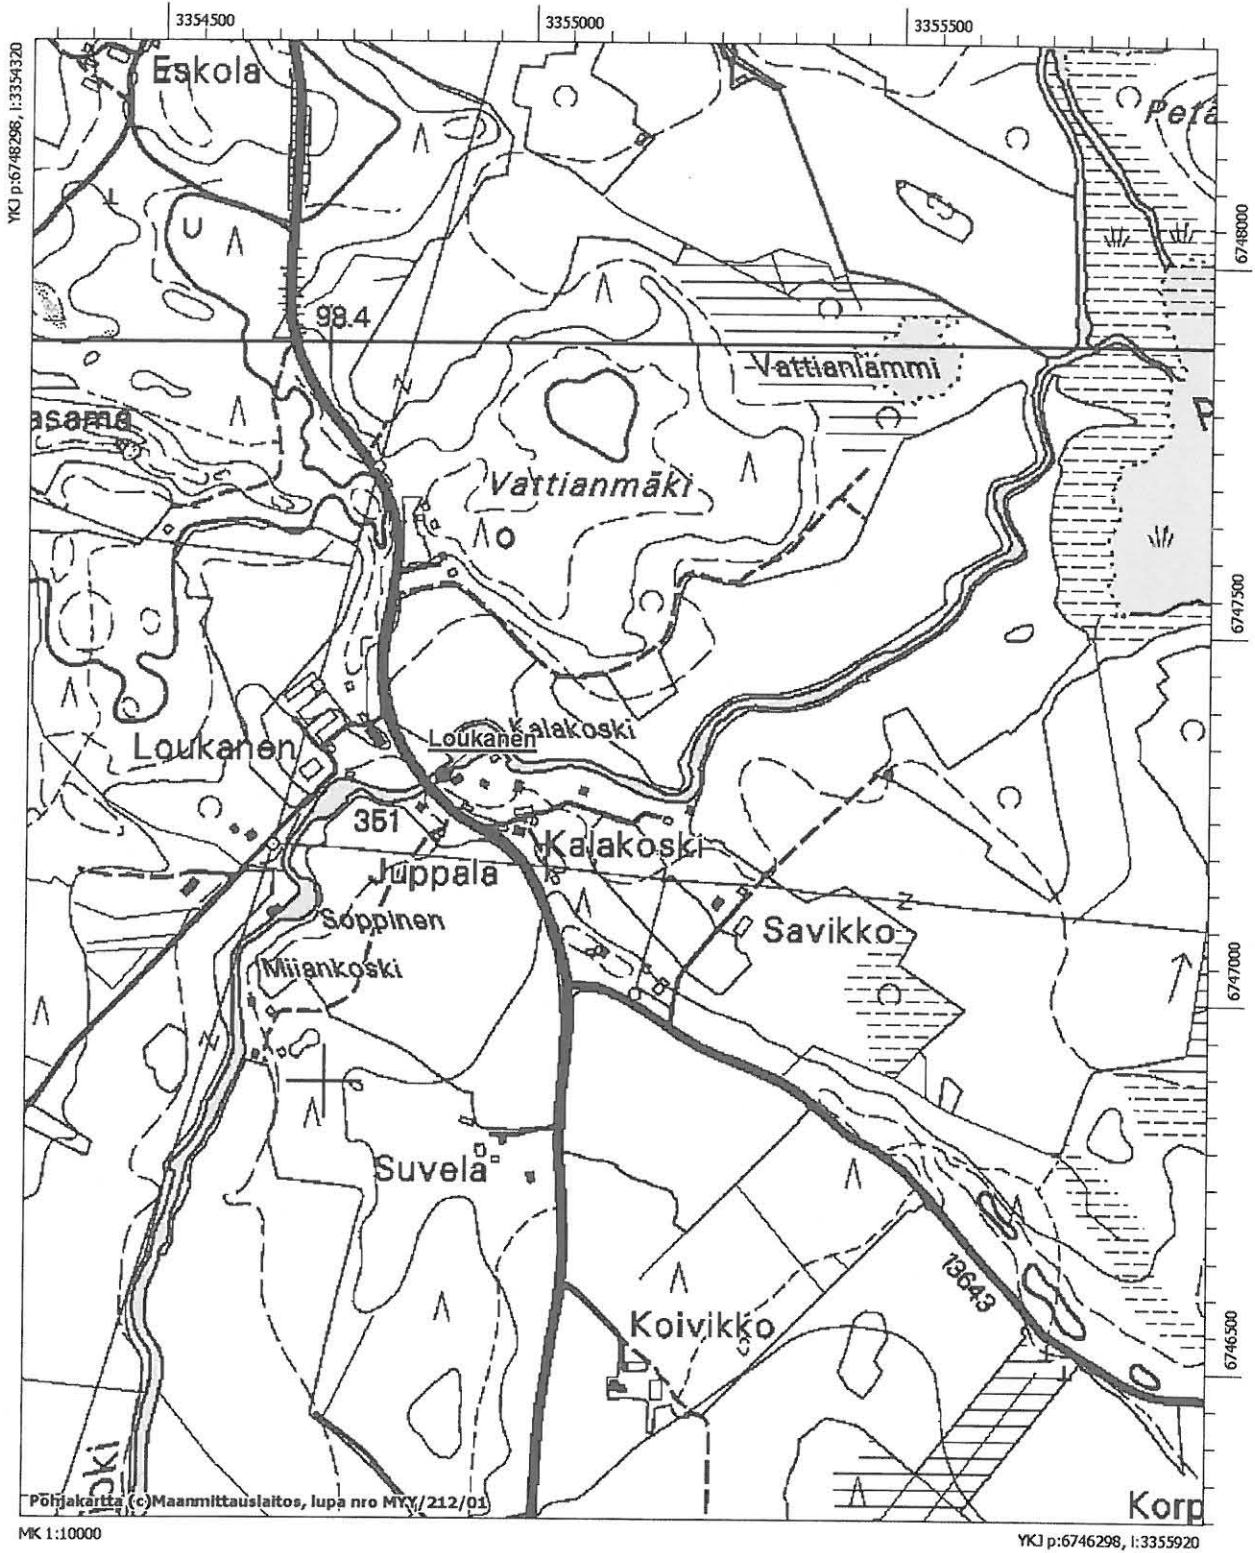 3354500
3355000
3355500
YKJ p:6748298, l:3354320
Eskola
6748000
98.4
Vattianlammi
asama
Vattianmäki
6747500
Loukanen
Loukanen
Kalakoski
351
Kalakoski
Juppala
Soppinen
Savikko
Miiankoski
6747000
Suvela
13643
Koivikko
6746500
oki
Pohjakartta (c)Maanmittauslaitos, lupa nro MYY/212/01
Korp
MK 1:10000
YKJ p:6746298, l:3355920